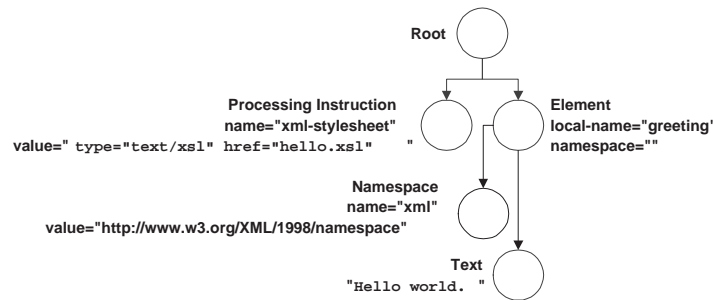 Root
Processing Instruction
name="xml-stylesheet"
value=" type="text/xsl" href="hello.xsl" "
Element
local-name="greeting"
namespace=""
Namespace
name="xml"
value="http://www.w3.org/XML/1998/namespace"
Text
"Hello world. "